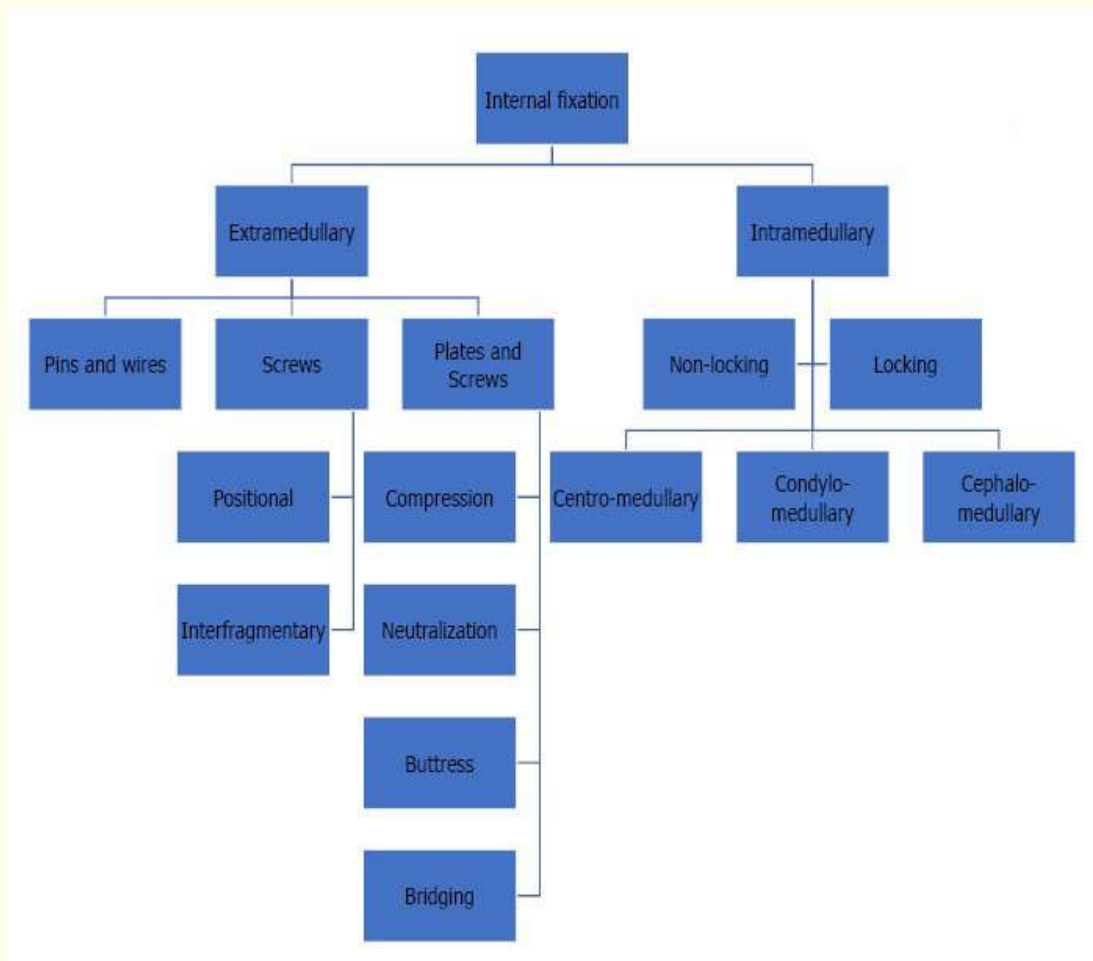 Internal fixation
Extramedullary
Intramedullary
Pins and wires
Screws
Plates and
Screws
Non-locking
Locking
Positional
Compression
Centro-medullary
Condylo-
medullary
Cephalo-
medullary
Interfragmentary
Neutralization
Buttress
Bridging